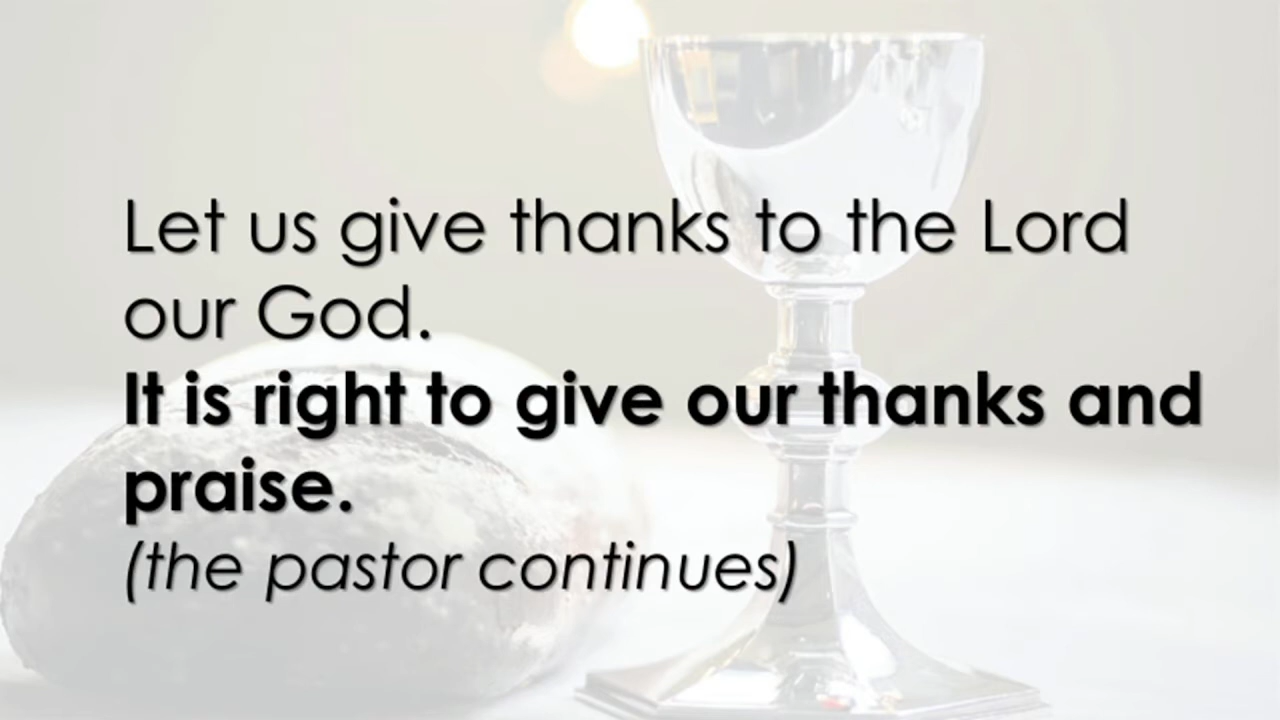 Let us give thanks to the Lord
our God.
It is right to give our thanks and
praise.
(the pastor continues)